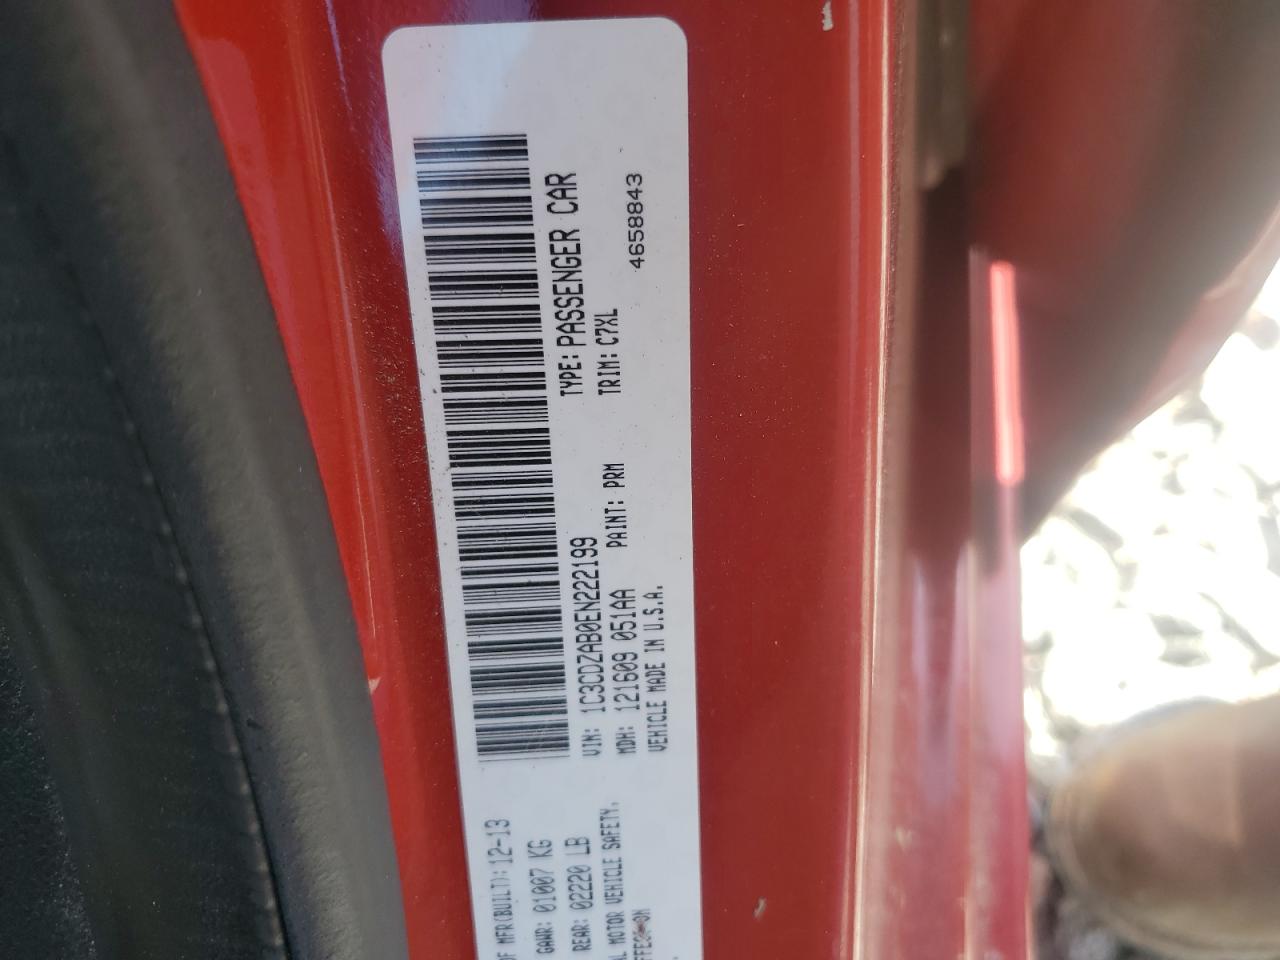 OF MFR(BUILT): 12-13
GAWR: 01007 KG
REAR: 02220 LB
MOTOR VEHICLE SAFETY,
VIN: 1C3CDZAB0EN222199
TYPE: PASSENGER CAR
MDH: 121609 051AA
PAINT: PRM
TRIM: C7XL
VEHICLE MADE IN U.S.A.
4658843